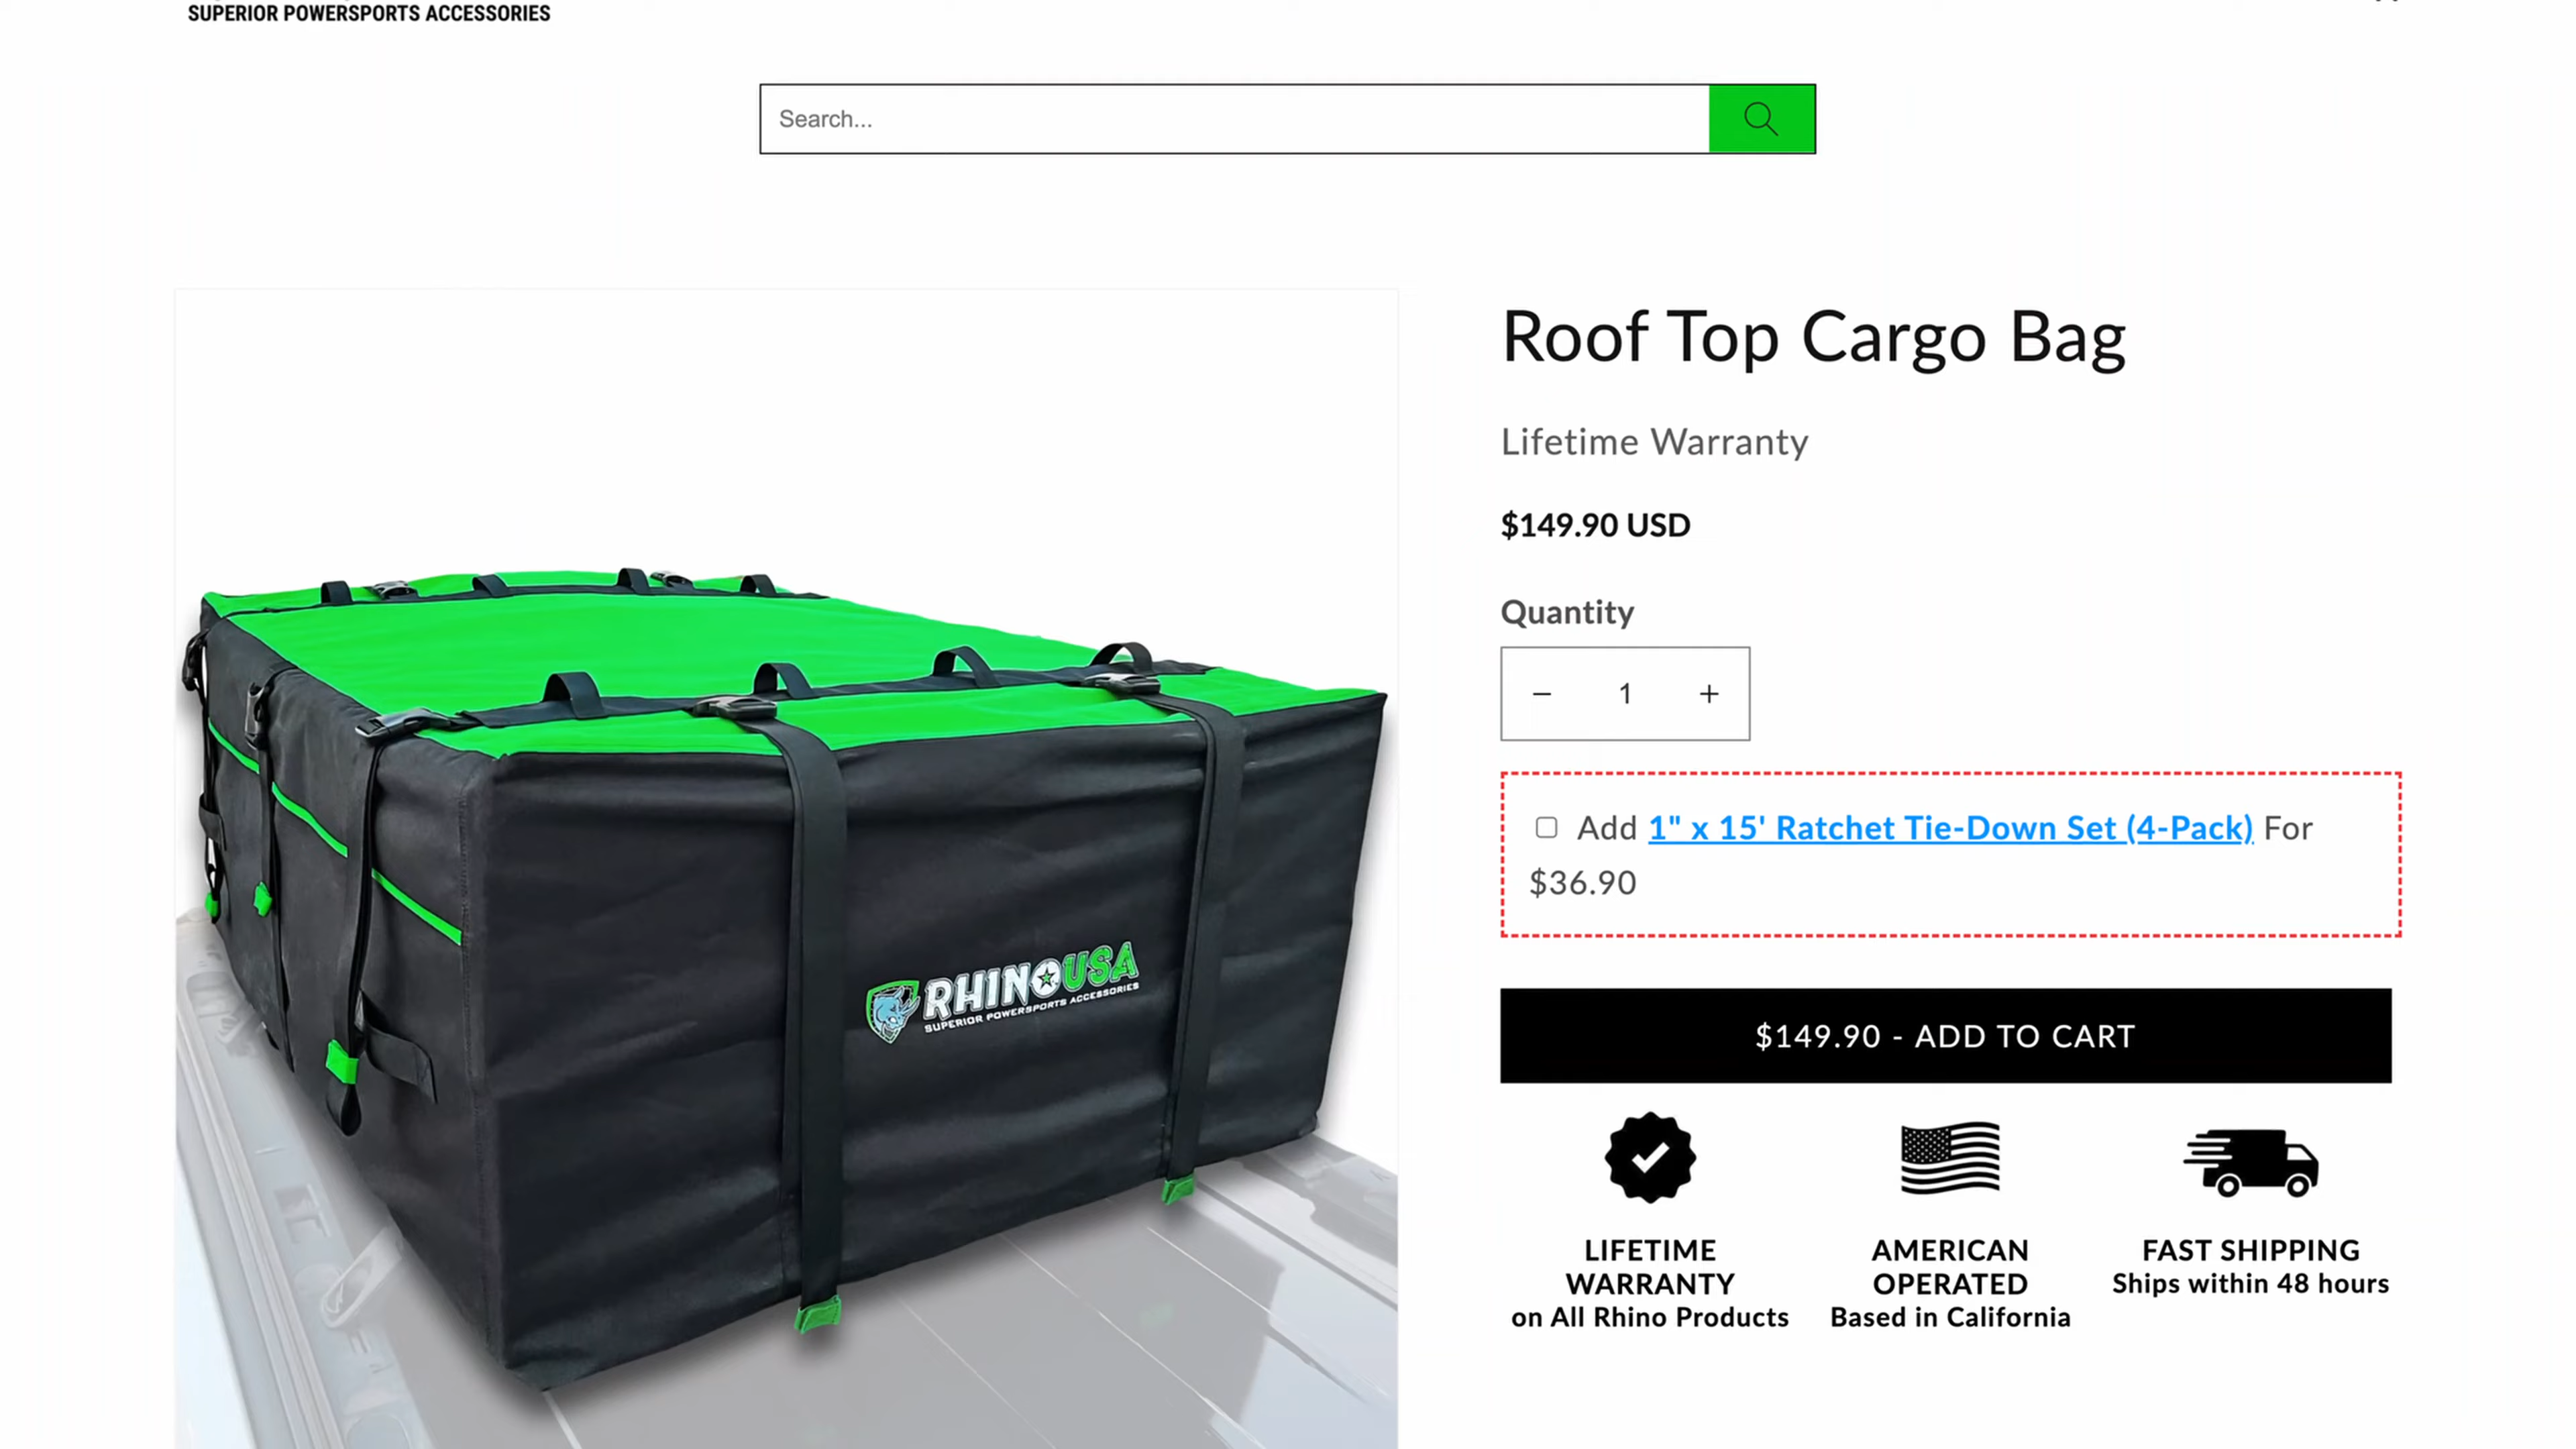 SUPERIOR POWERSPORTS ACCESSORIES
Search...
Roof Top Cargo Bag
Lifetime Warranty
$149.90 USD
Quantity
− 1 +
Add 1" x 15' Ratchet Tie-Down Set (4-Pack) For
$36.90
$149.90 - ADD TO CART
RHINO USA
SUPERIOR POWERSPORTS ACCESSORIES
LIFETIME
WARRANTY
on All Rhino Products
AMERICAN
OPERATED
Based in California
FAST SHIPPING
Ships within 48 hours